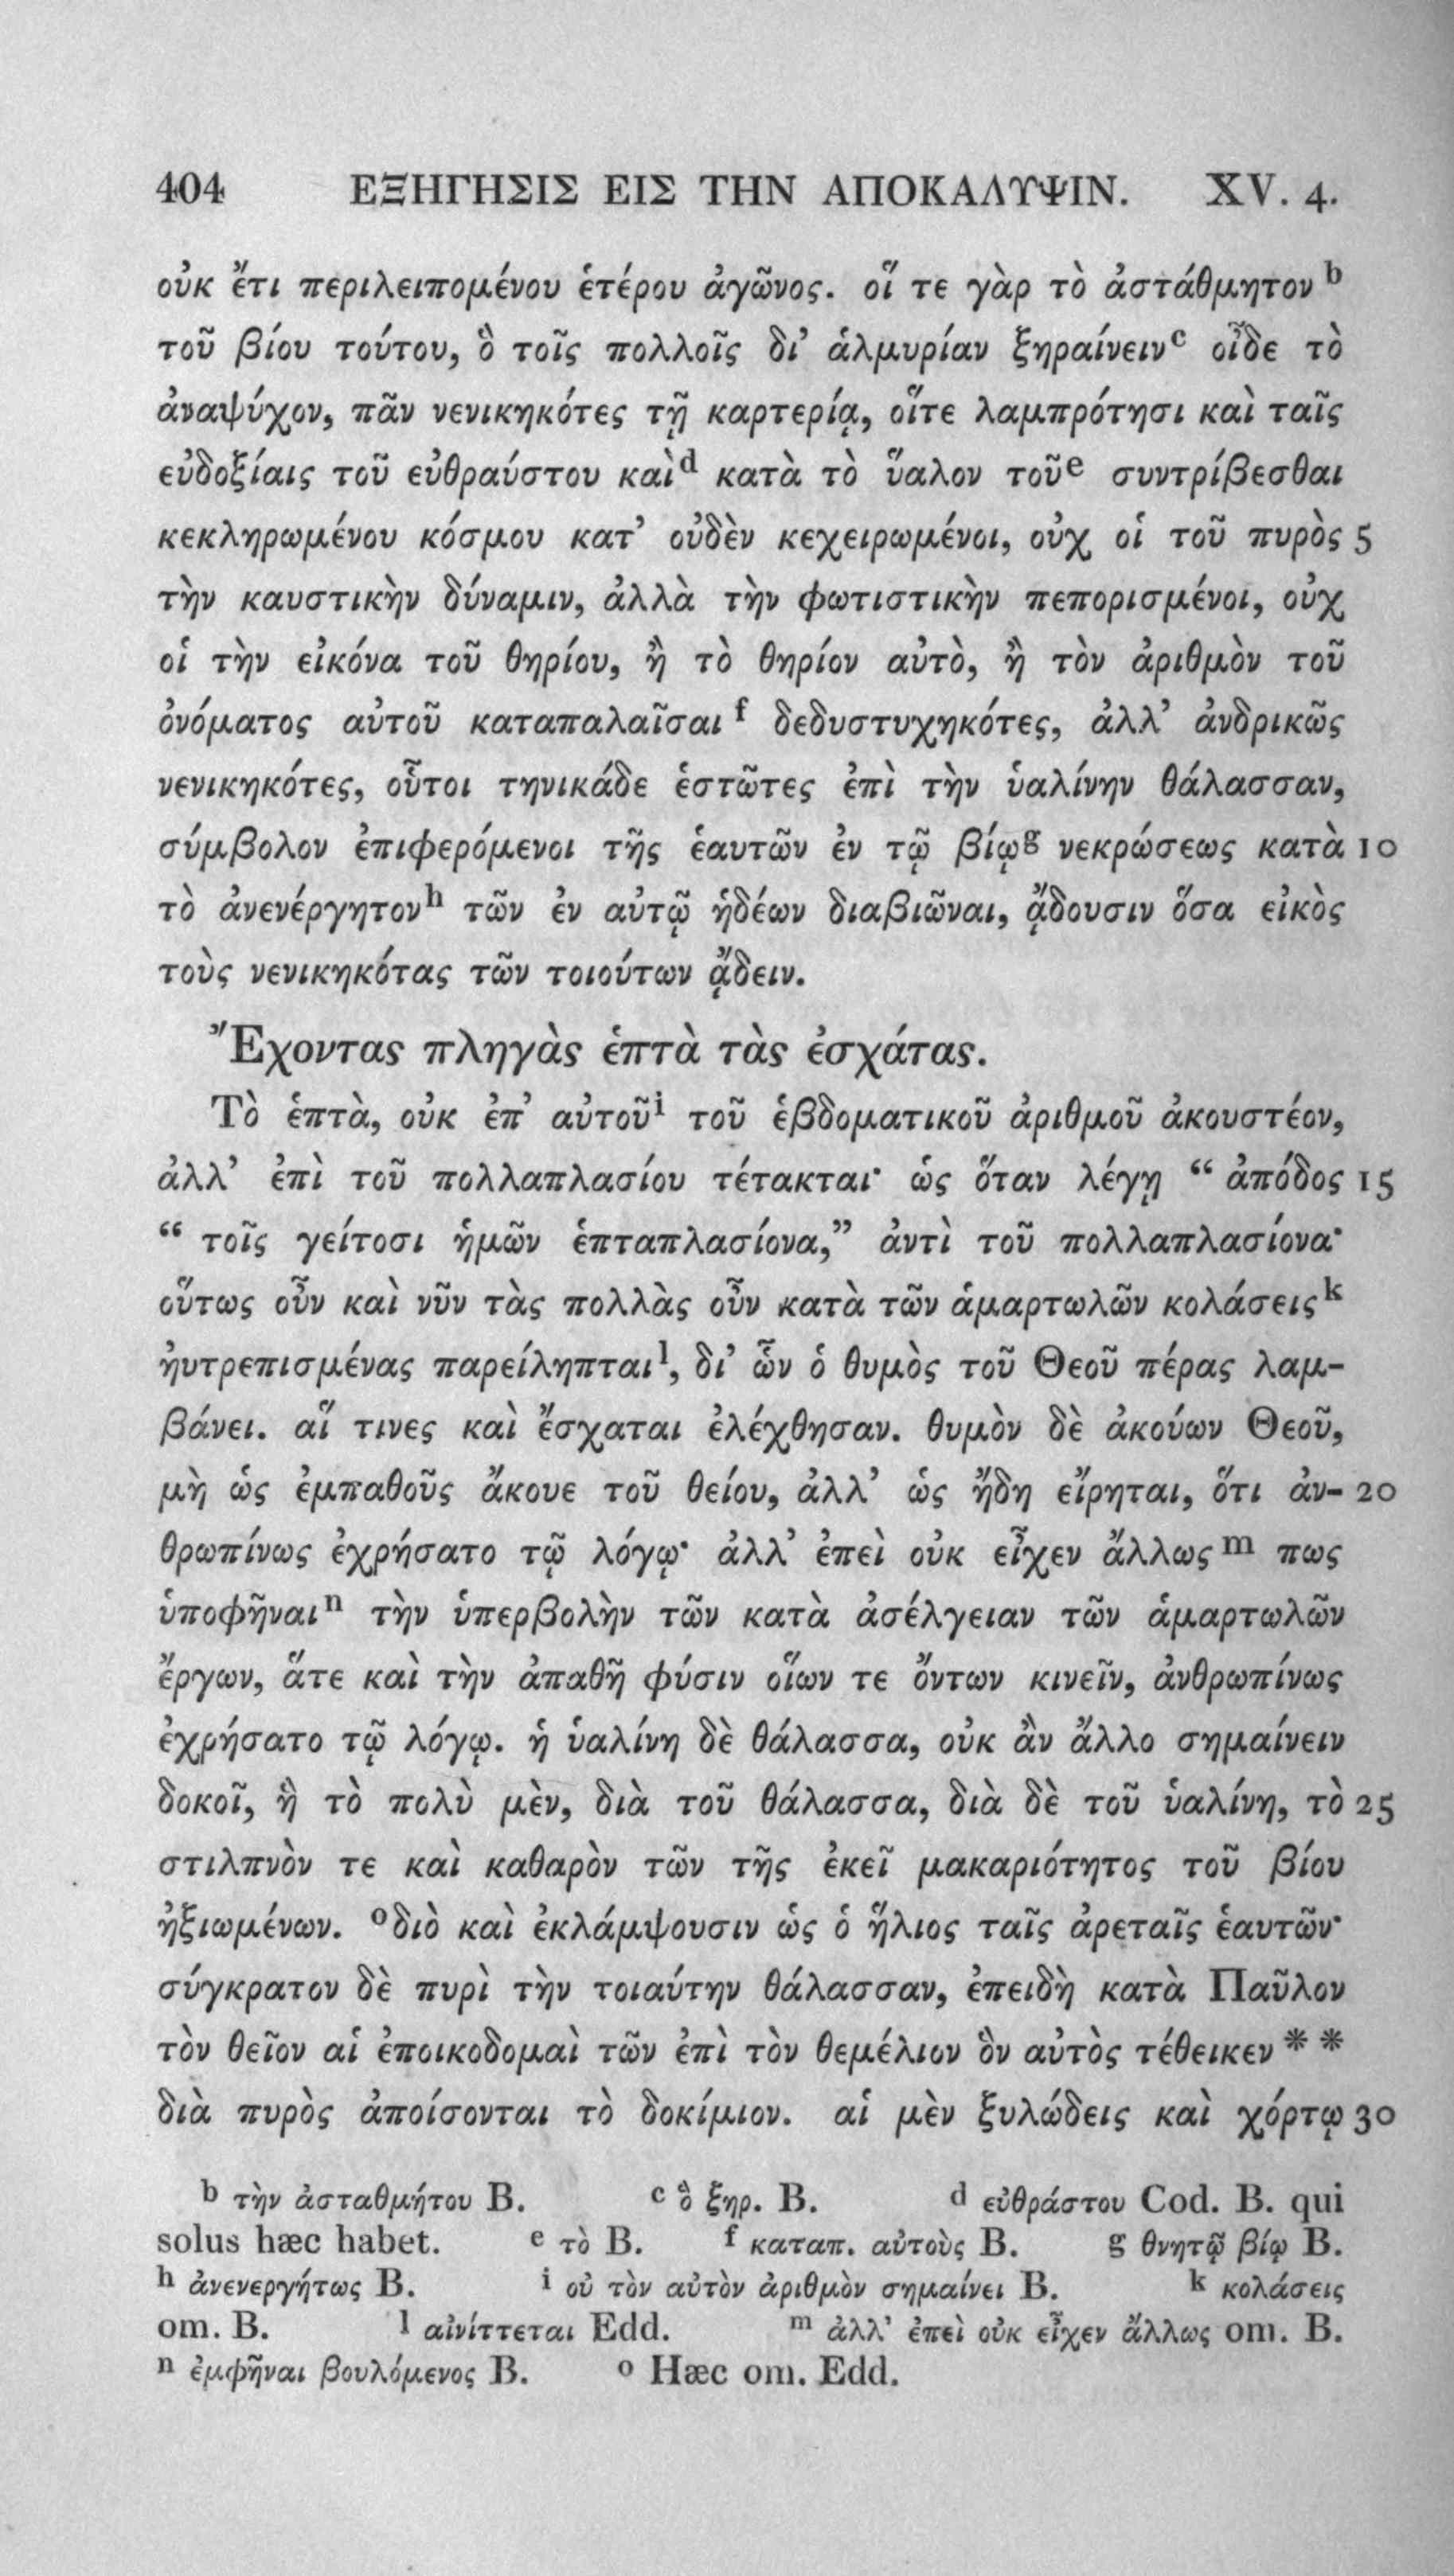 404 ΕΞΗΓΗΣΙΣ ΕΙΣ ΤΗΝ ΑΠΟΚΑΛΥΨΙΝ. XV. 4.
οὐκ ἔτι περιλειπομένου ἑτέρου ἀγῶνος. οἵ τε γὰρ τὸ ἀστάθμητον b
τοῦ βίου τούτου, ὃ τοῖς πολλοῖς δι’ ἁλμυρίαν ξηραίνειν c οἶδε τὸ
ἀναψύχον, πᾶν νενικηκότες τῇ καρτερίᾳ, οἵτε λαμπρότησι καὶ ταῖς
εὐδοξίαις τοῦ εὐθραύστου καὶ d κατὰ τὸ ὕαλον τοῦ e συντρίβεσθαι
κεκληρωμένου κόσμου κατ’ οὐδὲν κεχειρωμένοι, οὐχ οἱ τοῦ πυρὸς 5
τὴν καυστικὴν δύναμιν, ἀλλὰ τὴν φωτιστικὴν πεπορισμένοι, οὐχ
οἱ τὴν εἰκόνα τοῦ θηρίου, ἢ τὸ θηρίον αὐτὸ, ἢ τὸν ἀριθμὸν τοῦ
ὀνόματος αὐτοῦ καταπαλαῖσαι f δεδυστυχηκότες, ἀλλ’ ἀνδρικῶς
νενικηκότες, οὗτοι τηνικάδε ἑστῶτες ἐπὶ τὴν ὑαλίνην θάλασσαν,
σύμβολον ἐπιφερόμενοι τῆς ἑαυτῶν ἐν τῷ βίῳ g νεκρώσεως κατὰ 10
τὸ ἀνενέργητον h τῶν ἐν αὐτῷ ἡδέων διαβιῶναι, ᾄδουσιν ὅσα εἰκὸς
τοὺς νενικηκότας τῶν τοιούτων ᾄδειν.
Ἔχοντας πληγὰς ἑπτὰ τὰς ἐσχάτας.
Τὸ ἑπτὰ, οὐκ ἐπ’ αὐτοῦ i τοῦ ἑβδοματικοῦ ἀριθμοῦ ἀκουστέον,
ἀλλ’ ἐπὶ τοῦ πολλαπλασίου τέτακται· ὡς ὅταν λέγῃ “ ἀπόδος 15
“ τοῖς γείτοσι ἡμῶν ἑπταπλασίονα,” ἀντὶ τοῦ πολλαπλασίονα·
οὕτως οὖν καὶ νῦν τὰς πολλὰς οὖν κατὰ τῶν ἁμαρτωλῶν κολάσεις k
ηὐτρεπισμένας παρείληπται l, δι’ ὧν ὁ θυμὸς τοῦ Θεοῦ πέρας λαμ-
βάνει. αἵ τινες καὶ ἔσχαται ἐλέχθησαν. θυμὸν δὲ ἀκούων Θεοῦ,
μὴ ὡς ἐμπαθοῦς ἄκουε τοῦ θείου, ἀλλ’ ὡς ἤδη εἴρηται, ὅτι ἀν- 20
θρωπίνως ἐχρήσατο τῷ λόγῳ· ἀλλ’ ἐπεὶ οὐκ εἶχεν ἄλλως m πως
ὑποφῆναι n τὴν ὑπερβολὴν τῶν κατὰ ἀσέλγειαν τῶν ἁμαρτωλῶν
ἔργων, ἅτε καὶ τὴν ἀπαθῆ φύσιν οἵων τε ὄντων κινεῖν, ἀνθρωπίνως
ἐχρήσατο τῷ λόγῳ. ἡ ὑαλίνη δὲ θάλασσα, οὐκ ἂν ἄλλο σημαίνειν
δοκοῖ, ἢ τὸ πολὺ μὲν, διὰ τοῦ θάλασσα, διὰ δὲ τοῦ ὑαλίνη, τὸ 25
στιλπνὸν τε καὶ καθαρὸν τῶν τῆς ἐκεῖ μακαριότητος τοῦ βίου
ἠξιωμένων. o διὸ καὶ ἐκλάμψουσιν ὡς ὁ ἥλιος ταῖς ἀρεταῖς ἑαυτῶν·
σύγκρατον δὲ πυρὶ τὴν τοιαύτην θάλασσαν, ἐπειδὴ κατὰ Παῦλον
τὸν θεῖον αἱ ἐποικοδομαὶ τῶν ἐπὶ τὸν θεμέλιον ὃν αὐτὸς τέθεικεν * *
διὰ πυρὸς ἀποίσονται τὸ δοκίμιον. αἱ μὲν ξυλώδεις καὶ χόρτῳ 30
b τὴν ἀσταθμήτου B. c ὃ ξηρ. B. d εὐθράστου Cod. B. qui
solus hæc habet. e τὸ B. f καταπ. αὐτοὺς B. g θνητῷ βίῳ B.
h ἀνενεργήτως B. i οὐ τὸν αὐτὸν ἀριθμὸν σημαίνει B. k κολάσεις
om. B. l αἰνίττεται Edd. m ἀλλ’ ἐπεὶ οὐκ εἶχεν ἄλλως om. B.
n ἐμφῆναι βουλόμενος B. o Hæc om. Edd.